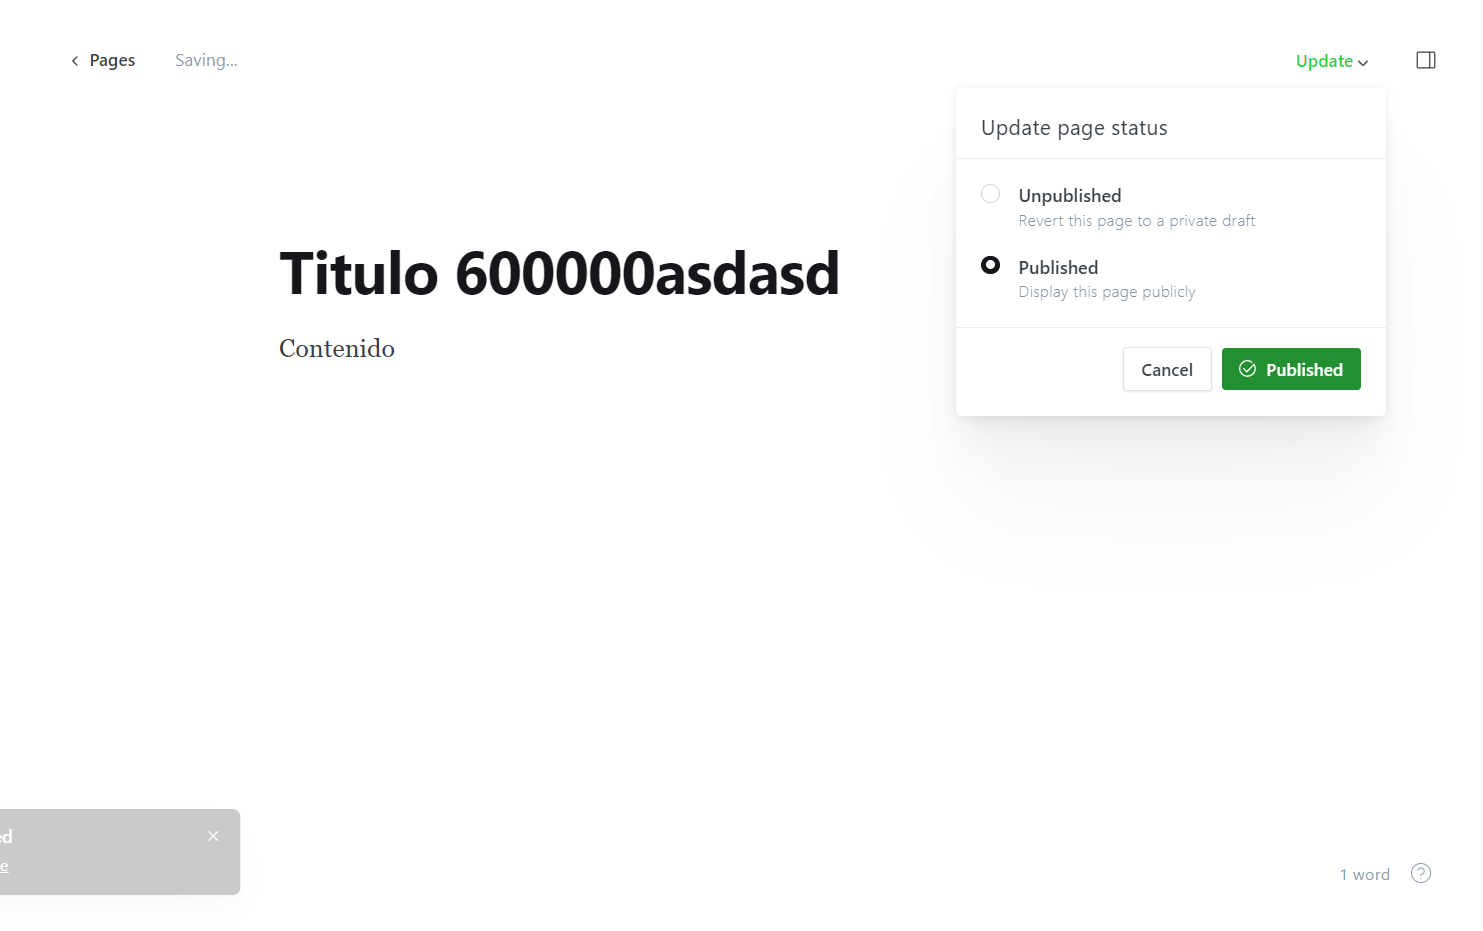 Pages
Saving...
Update
Update page status
Unpublished
Revert this page to a private draft
Published
Display this page publicly
Cancel
Published
Titulo 600000asdasd
Contenido
ed
e
1 word